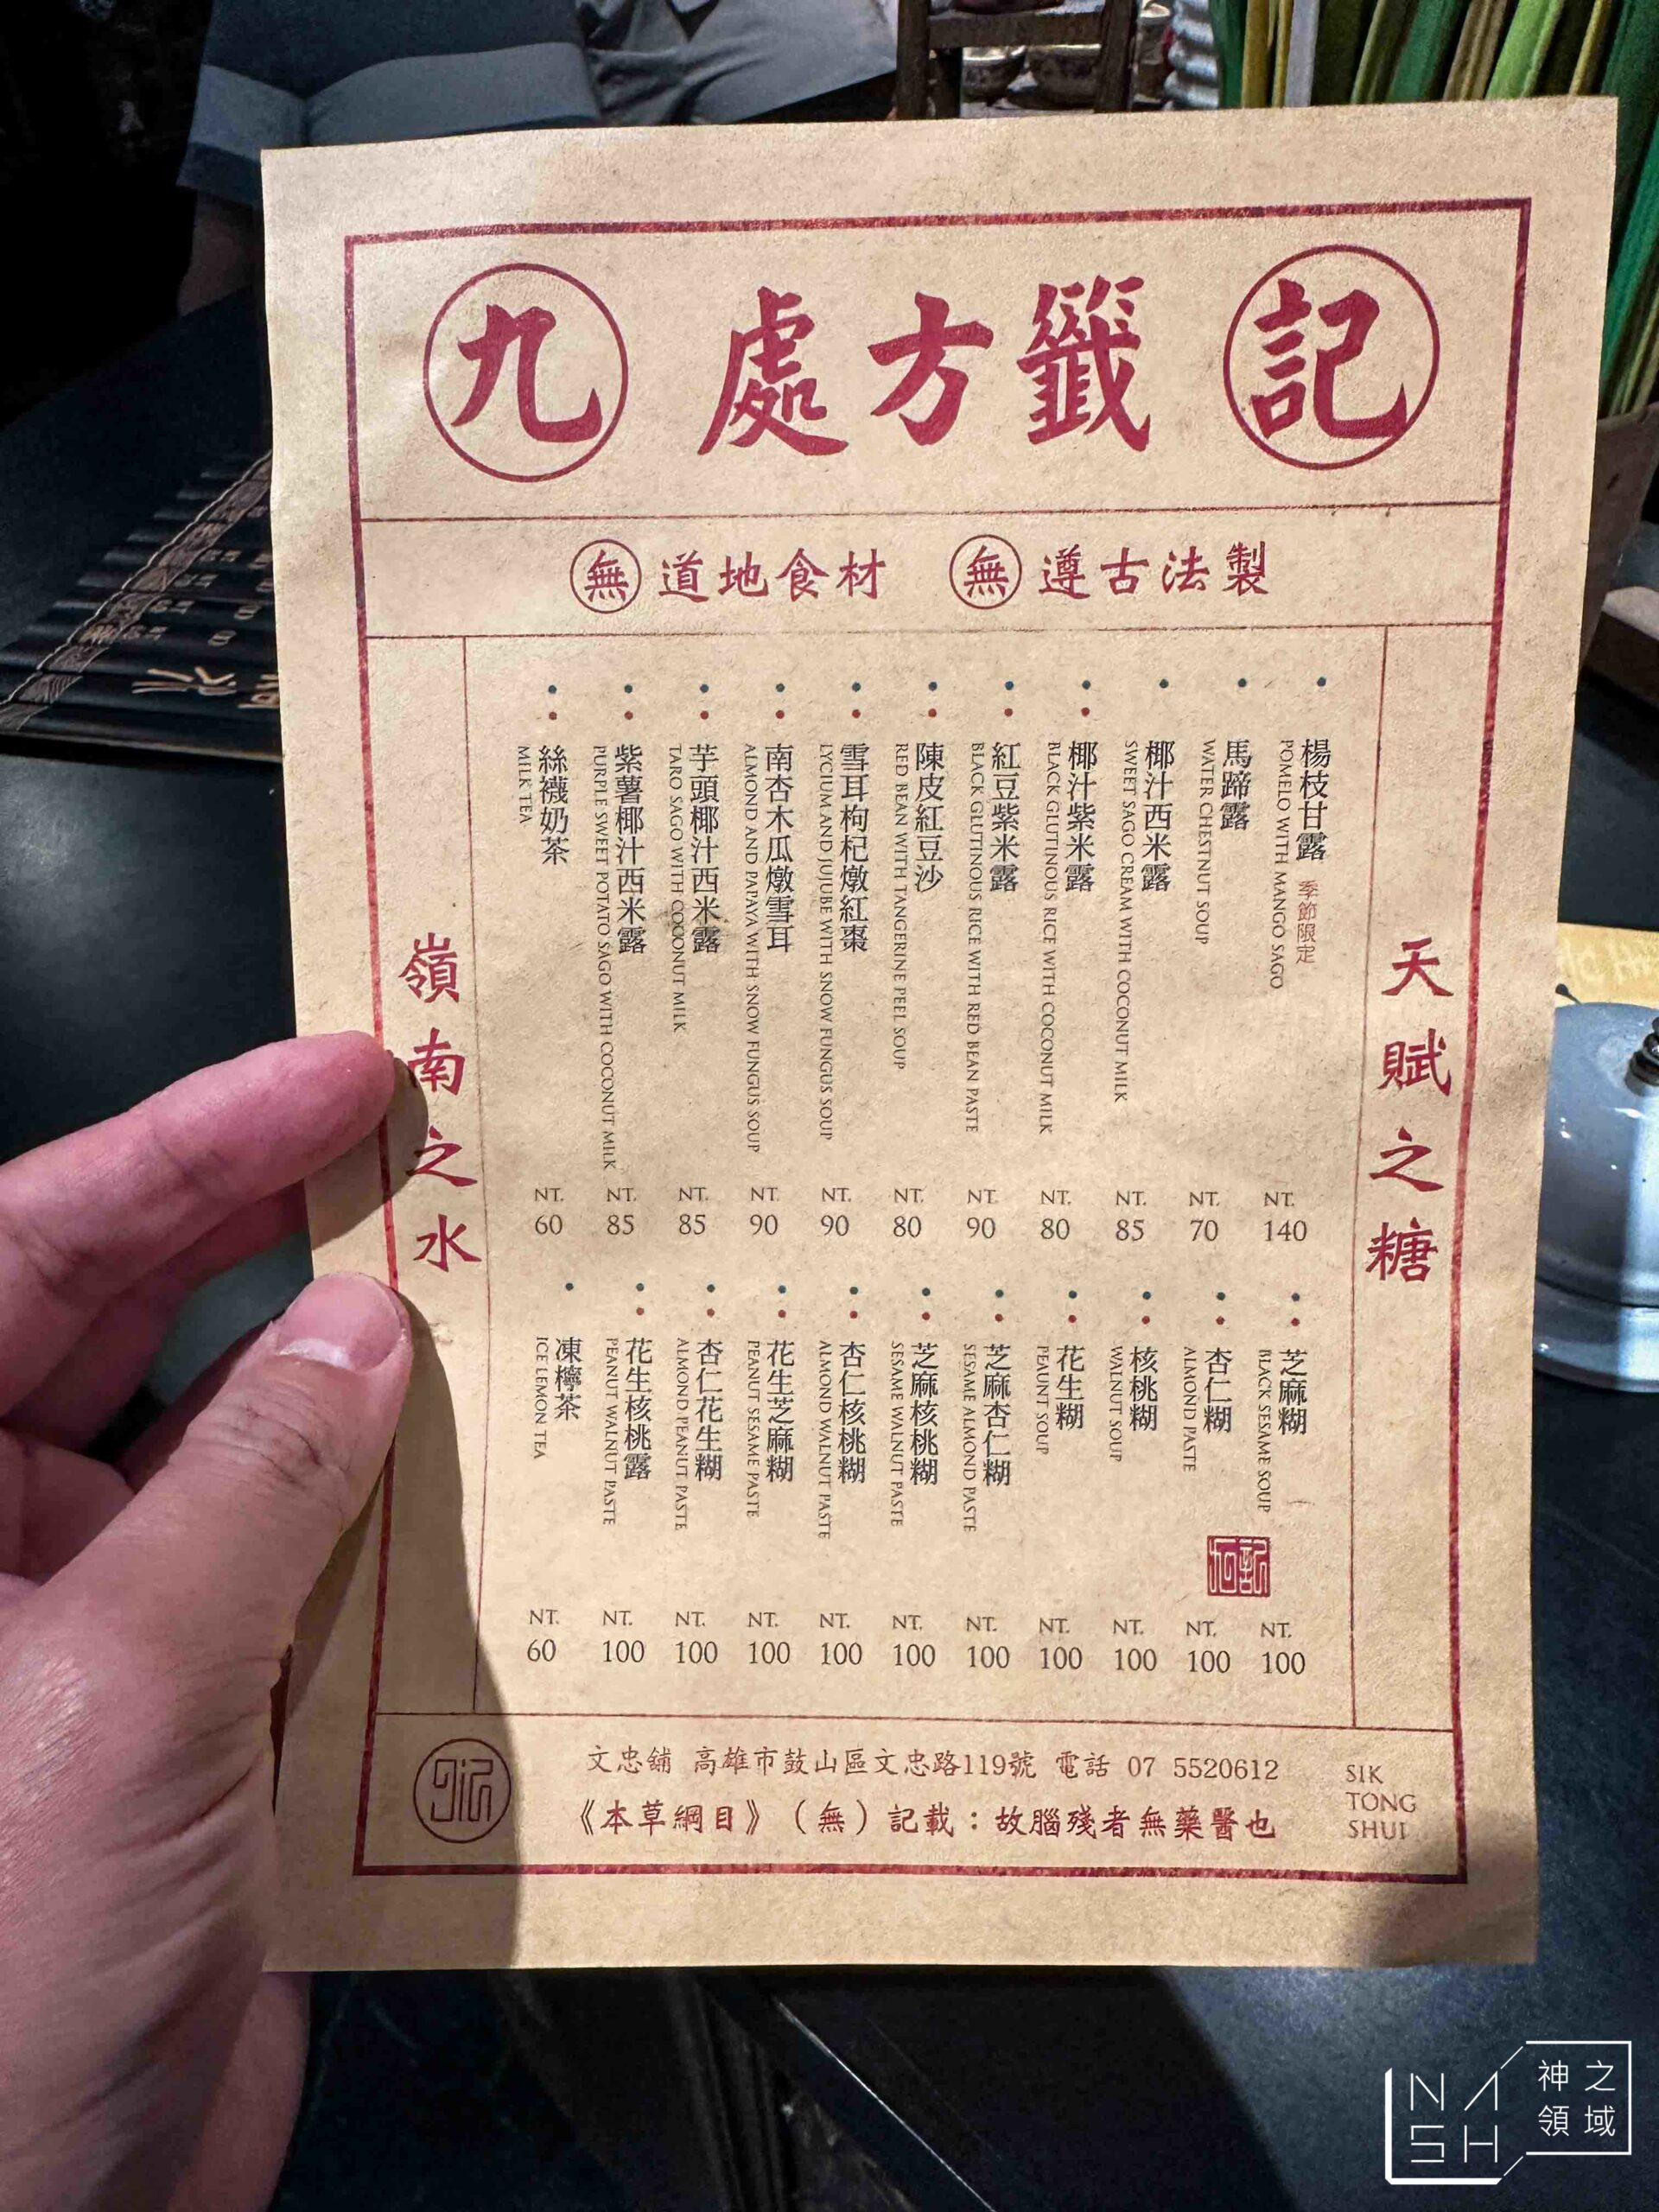 九 處方籤 記
無 道地食材 無 遵古法製
天賦之糖
楊枝甘露 季節限定
POMELO WITH MANGO SAGO
NT. 140
馬蹄露
WATER CHESTNUT SOUP
NT. 70
椰汁西米露
SWEET SAGO CREAM WITH COCONUT MILK
NT. 85
椰汁紫米露
BLACK GLUTINOUS RICE WITH COCONUT MILK
NT. 80
紅豆紫米露
BLACK GLUTINOUS RICE WITH RED BEAN PASTE
NT. 90
陳皮紅豆沙
RED BEAN WITH TANGERINE PEEL SOUP
NT. 80
雪耳枸杞燉紅棗
LYCIUM AND JUJUBE WITH SNOW FUNGUS SOUP
NT. 90
南杏木瓜燉雪耳
ALMOND AND PAPAYA WITH SNOW FUNGUS SOUP
NT. 90
芋頭椰汁西米露
TARO SAGO WITH COCONUT MILK
NT. 85
紫薯椰汁西米露
PURPLE SWEET POTATO SAGO WITH COCONUT MILK
NT. 85
絲襪奶茶
MILK TEA
NT. 60
芝麻糊
BLACK SESAME SOUP
NT. 100
杏仁糊
ALMOND PASTE
NT. 100
核桃糊
WALNUT SOUP
NT. 100
花生糊
PEAUNT SOUP
NT. 100
芝麻杏仁糊
SESAME ALMOND PASTE
NT. 100
芝麻核桃糊
SESAME WALNUT PASTE
NT. 100
杏仁核桃糊
ALMOND WALNUT PASTE
NT. 100
花生芝麻糊
PEANUT SESAME PASTE
NT. 100
杏仁花生糊
ALMOND PEANUT PASTE
NT. 100
花生核桃露
PEANUT WALNUT PASTE
NT. 100
凍檸茶
ICE LEMON TEA
NT. 60
嶺南之水
文忠舖 高雄市鼓山區文忠路119號 電話 07 5520612
《本草綱目》（無）記載：故腦殘者無藥醫也
SIK
TONG
SHUI
NASH
神之
領域